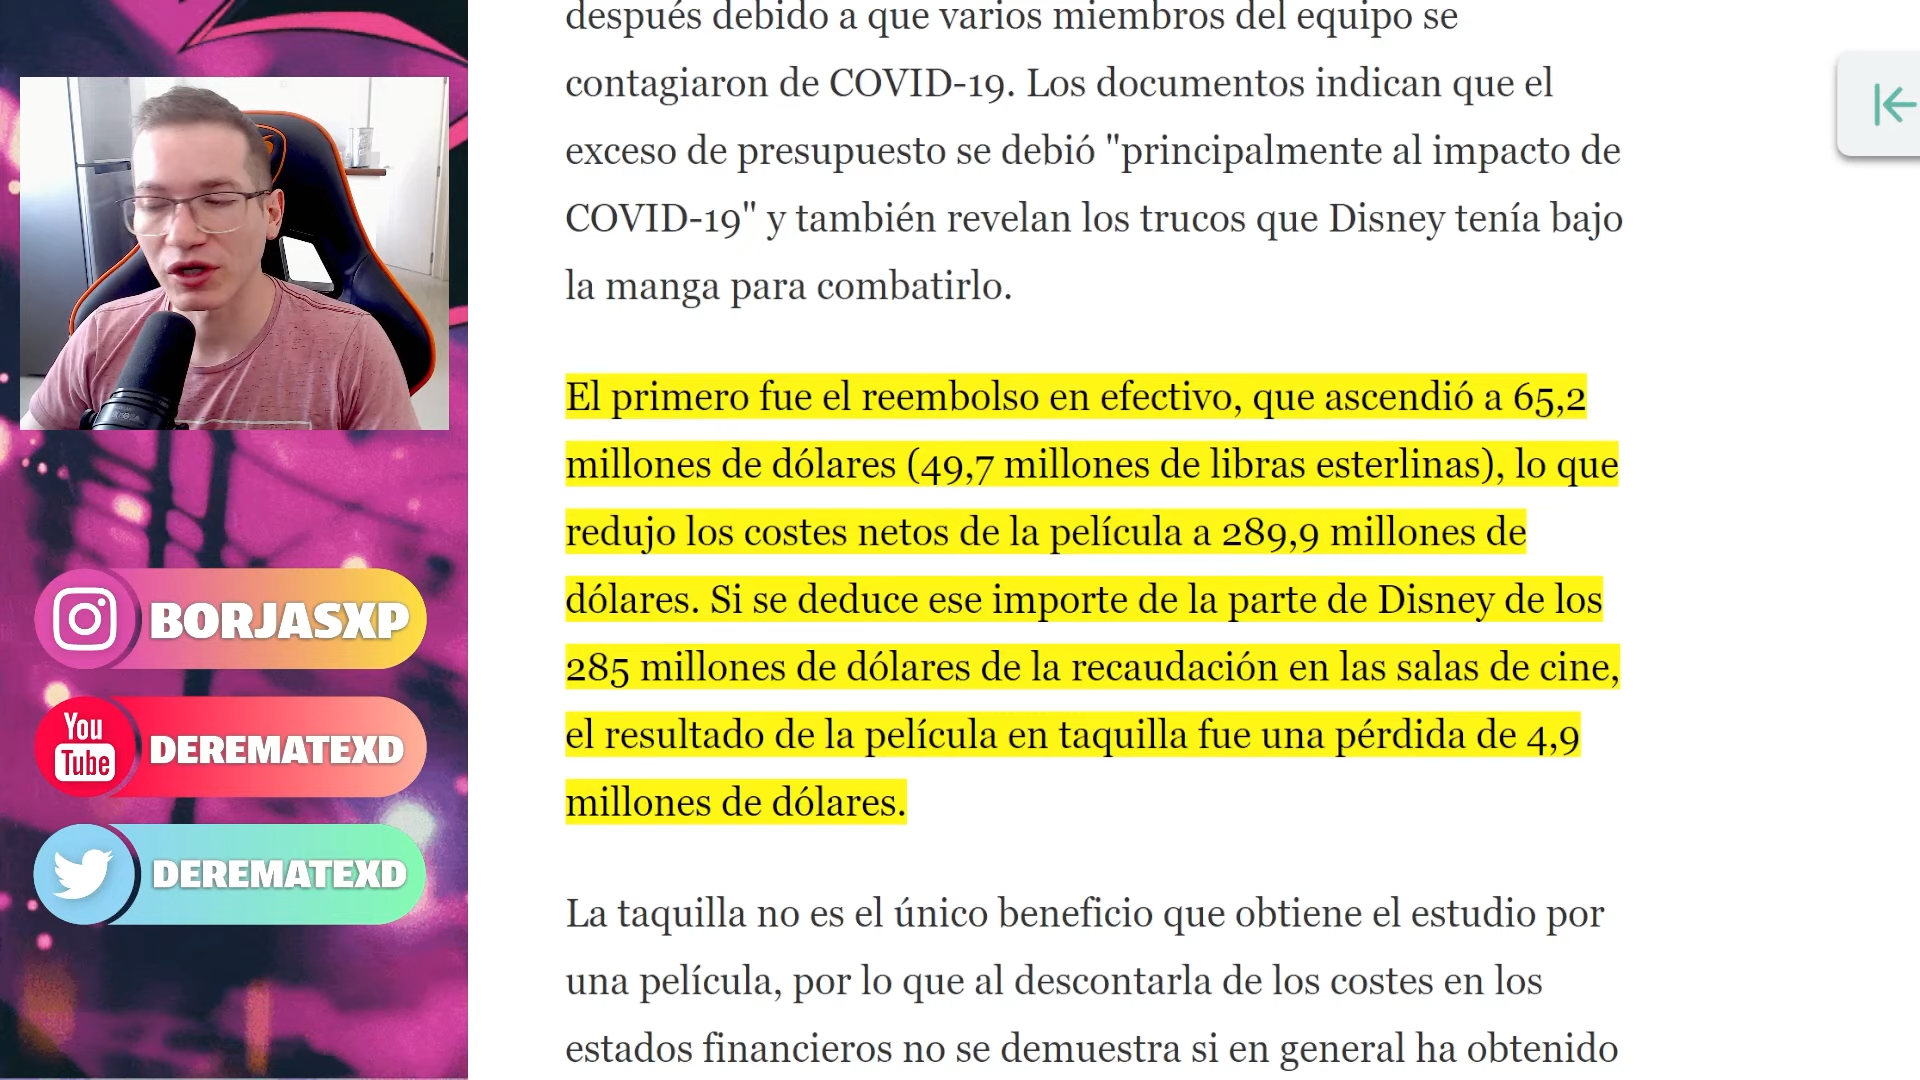 después debido a que varios miembros del equipo se
contagiaron de COVID-19. Los documentos indican que el
exceso de presupuesto se debió "principalmente al impacto de
COVID-19" y también revelan los trucos que Disney tenía bajo
la manga para combatirlo.
El primero fue el reembolso en efectivo, que ascendió a 65,2
millones de dólares (49,7 millones de libras esterlinas), lo que
redujo los costes netos de la película a 289,9 millones de
dólares. Si se deduce ese importe de la parte de Disney de los
285 millones de dólares de la recaudación en las salas de cine,
el resultado de la película en taquilla fue una pérdida de 4,9
millones de dólares.
La taquilla no es el único beneficio que obtiene el estudio por
una película, por lo que al descontarla de los costes en los
estados financieros no se demuestra si en general ha obtenido
BORJASXP
You
Tube
DEREMATEXD
DEREMATEXD